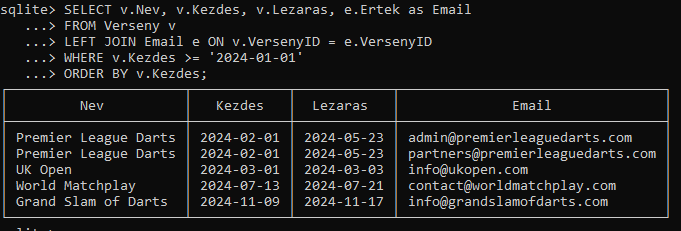 sqlite> SELECT v.Nev, v.Kezdes, v.Lezaras, e.Ertek as Email
...> FROM Verseny v
...> LEFT JOIN Email e ON v.VersenyID = e.VersenyID
...> WHERE v.Kezdes >= '2024-01-01'
...> ORDER BY v.Kezdes;
Nev Kezdes Lezaras Email
Premier League Darts 2024-02-01 2024-05-23 admin@premierleaguedarts.com
Premier League Darts 2024-02-01 2024-05-23 partners@premierleaguedarts.com
UK Open 2024-03-01 2024-03-03 info@ukopen.com
World Matchplay 2024-07-13 2024-07-21 contact@worldmatchplay.com
Grand Slam of Darts 2024-11-09 2024-11-17 info@grandslamofdarts.com